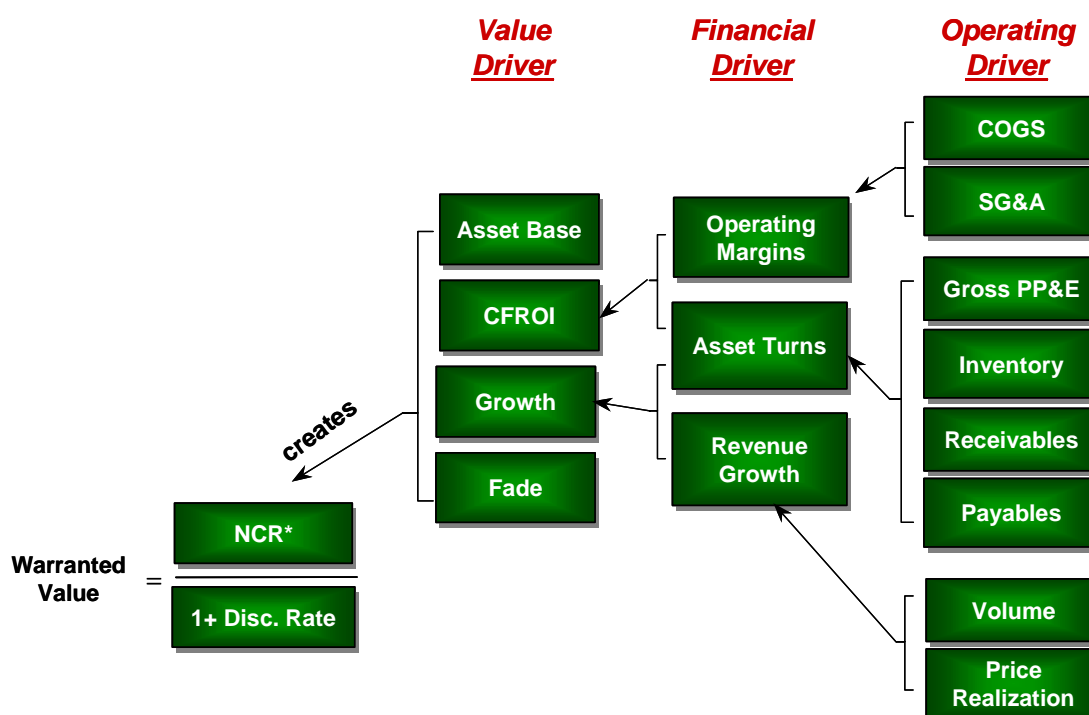 Value
Driver
Financial
Driver
Operating
Driver
COGS
SG&A
Asset Base
Operating
Margins
Gross PP&E
CFROI
Asset Turns
Inventory
Growth
creates
Revenue
Growth
Receivables
Fade
Payables
NCR*
Warranted
Value
=
1+ Disc. Rate
Volume
Price
Realization